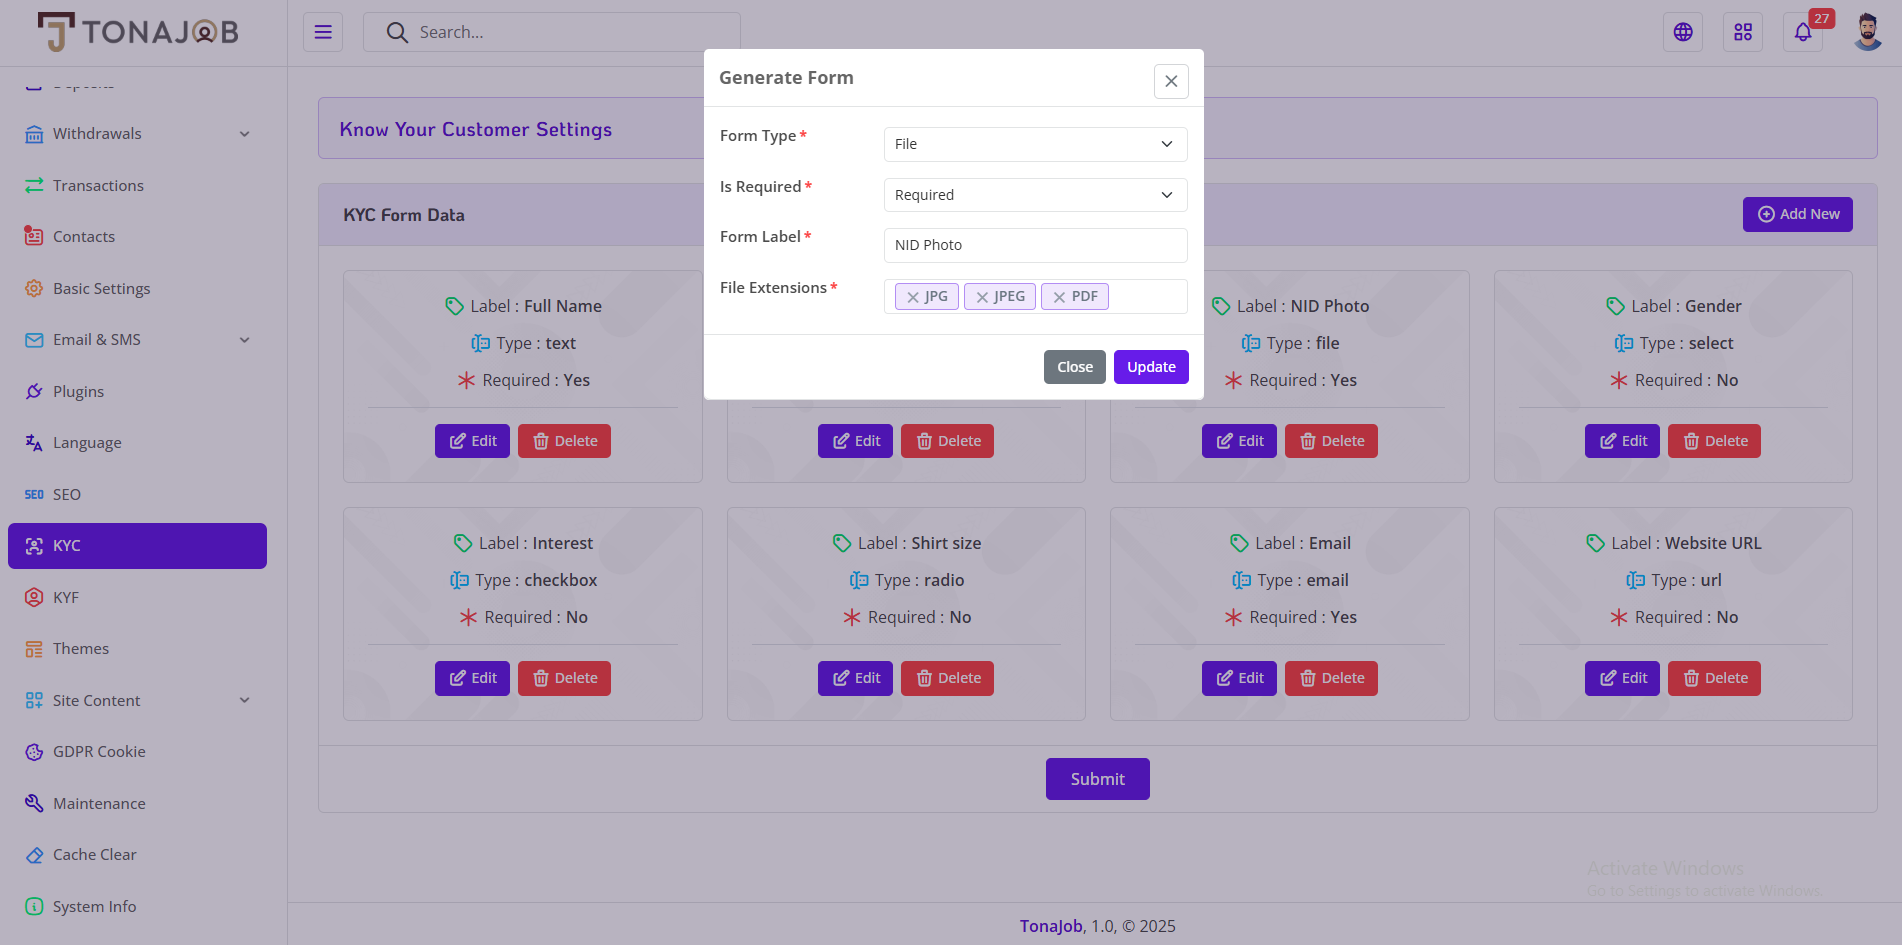 TONAJOB
Search...
27
Deposits
Withdrawals
Transactions
Contacts
Basic Settings
Email & SMS
Plugins
Language
SEO
SEO
KYC
KYF
Themes
Site Content
GDPR Cookie
Maintenance
Cache Clear
System Info
Know Your Customer Settings
KYC Form Data
Add New
Generate Form
Form Type *
File
Is Required *
Required
Form Label *
NID Photo
File Extensions *
JPG JPEG PDF
Close Update
Label : Full Name
Type : text
Required : Yes
Edit Delete
Edit Delete
Label : NID Photo
Type : file
Required : Yes
Edit Delete
Label : Gender
Type : select
Required : No
Edit Delete
Label : Interest
Type : checkbox
Required : No
Edit Delete
Label : Shirt size
Type : radio
Required : No
Edit Delete
Label : Email
Type : email
Required : Yes
Edit Delete
Label : Website URL
Type : url
Required : No
Edit Delete
Submit
Activate Windows
Go to Settings to activate Windows.
TonaJob, 1.0, © 2025